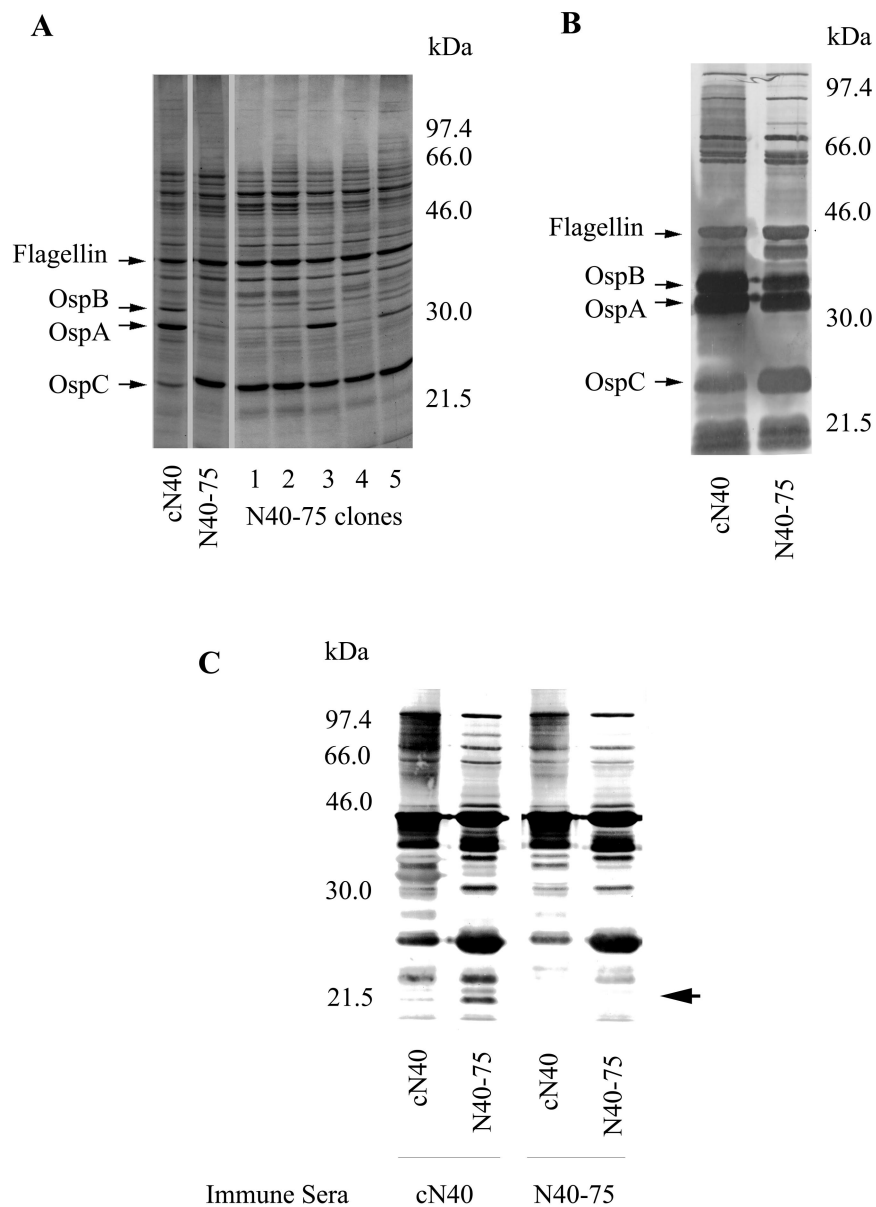 A
kDa
97.4
66.0
46.0
Flagellin
OspB
OspA
30.0
OspC
21.5
cN40
N40-75
1 2 3 4 5
N40-75 clones
B
kDa
97.4
66.0
46.0
Flagellin
OspB
OspA
30.0
OspC
21.5
cN40
N40-75
C
kDa
97.4
66.0
46.0
30.0
21.5
cN40
N40-75
cN40
N40-75
Immune Sera cN40 N40-75